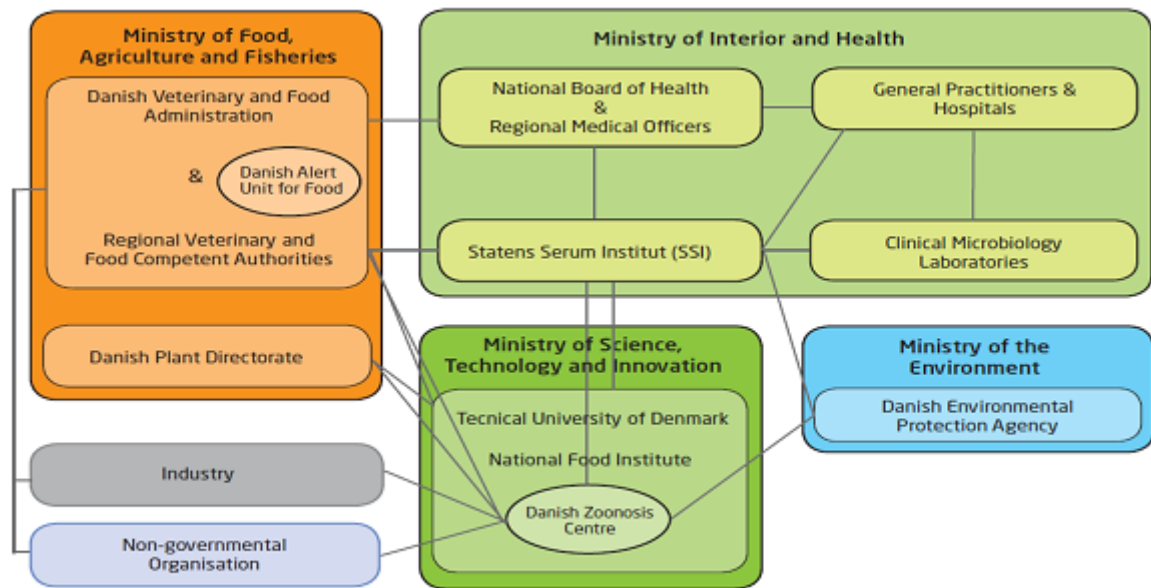 Ministry of Food,
Agriculture and Fisheries
Danish Veterinary and Food
Administration
&
Danish Alert
Unit for Food
Regional Veterinary and
Food Competent Authorities
Danish Plant Directorate
Industry
Non-governmental
Organisation
Ministry of Interior and Health
National Board of Health
&
Regional Medical Officers
General Practitioners &
Hospitals
Statens Serum Institut (SSI)
Clinical Microbiology
Laboratories
Ministry of Science,
Technology and Innovation
Tecnical University of Denmark
National Food Institute
Danish Zoonosis
Centre
Ministry of the
Environment
Danish Environmental
Protection Agency